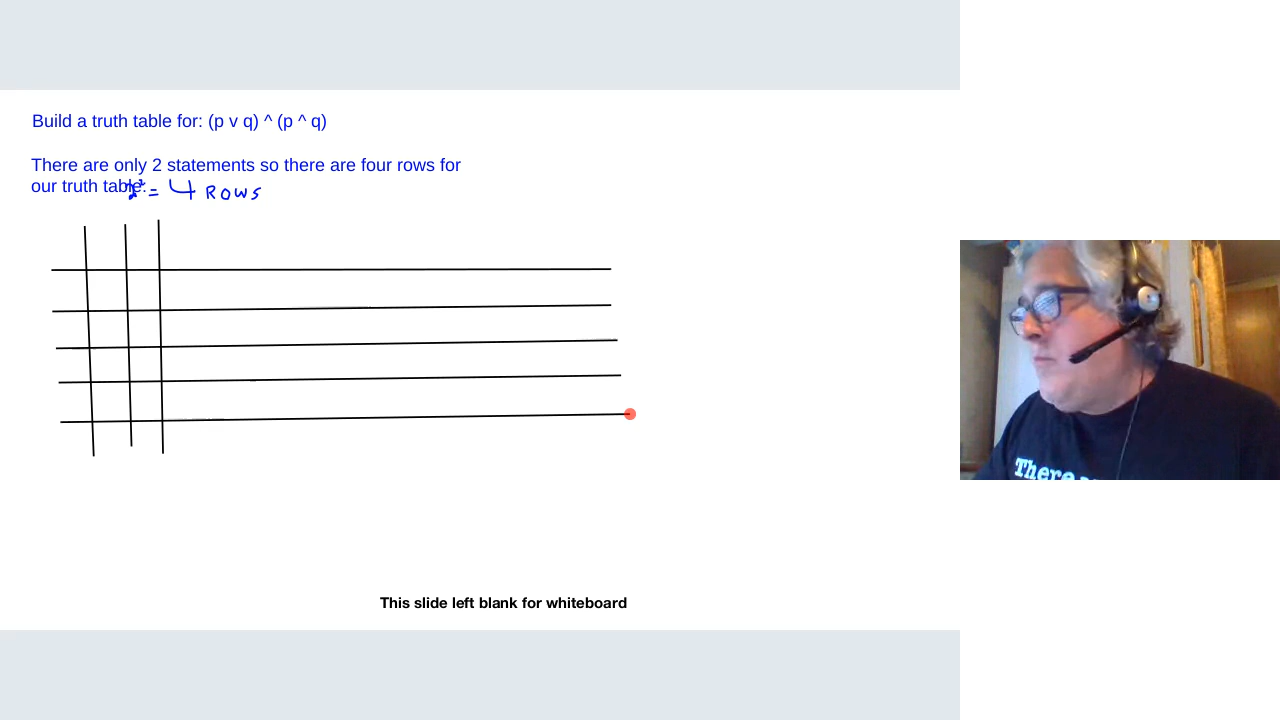 Build a truth table for: (p v q) ^ (p ^ q)
There are only 2 statements so there are four rows for
our truth table.
2² = 4 ROWS
There
This slide left blank for whiteboard